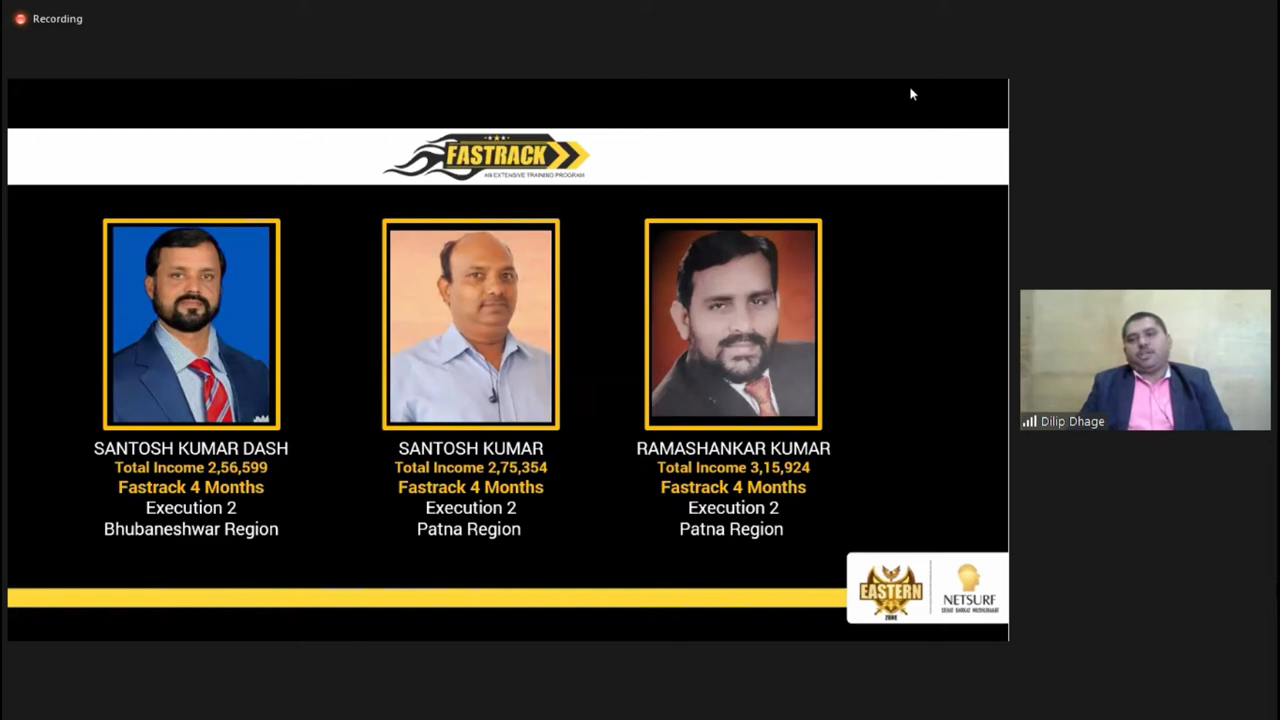 Recording
FASTRACK
AN EXTENSIVE TRAINING PROGRAM
SANTOSH KUMAR DASH
Total Income 2,56,599
Fastrack 4 Months
Execution 2
Bhubaneshwar Region
SANTOSH KUMAR
Total Income 2,75,354
Fastrack 4 Months
Execution 2
Patna Region
RAMASHANKAR KUMAR
Total Income 3,15,924
Fastrack 4 Months
Execution 2
Patna Region
Dilip Dhage
EASTERN
ZONE
NETSURF